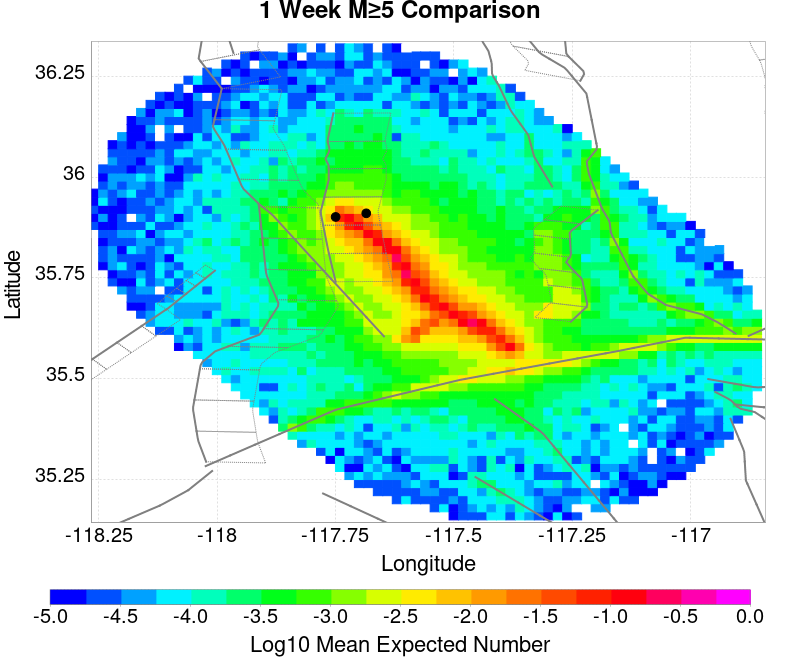 1 Week M≥5 Comparison
36.25
36
35.75
35.5
35.25
Latitude
-118.25 -118 -117.75 -117.5 -117.25 -117
Longitude
-5.0 -4.5 -4.0 -3.5 -3.0 -2.5 -2.0 -1.5 -1.0 -0.5 0.0
Log10 Mean Expected Number